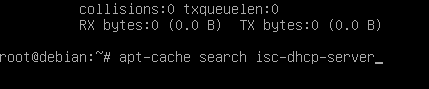 collisions:0 txqueuelen:0
RX bytes:0 (0.0 B)  TX bytes:0 (0.0 B)
root@debian:~# apt-cache search isc-dhcp-server_